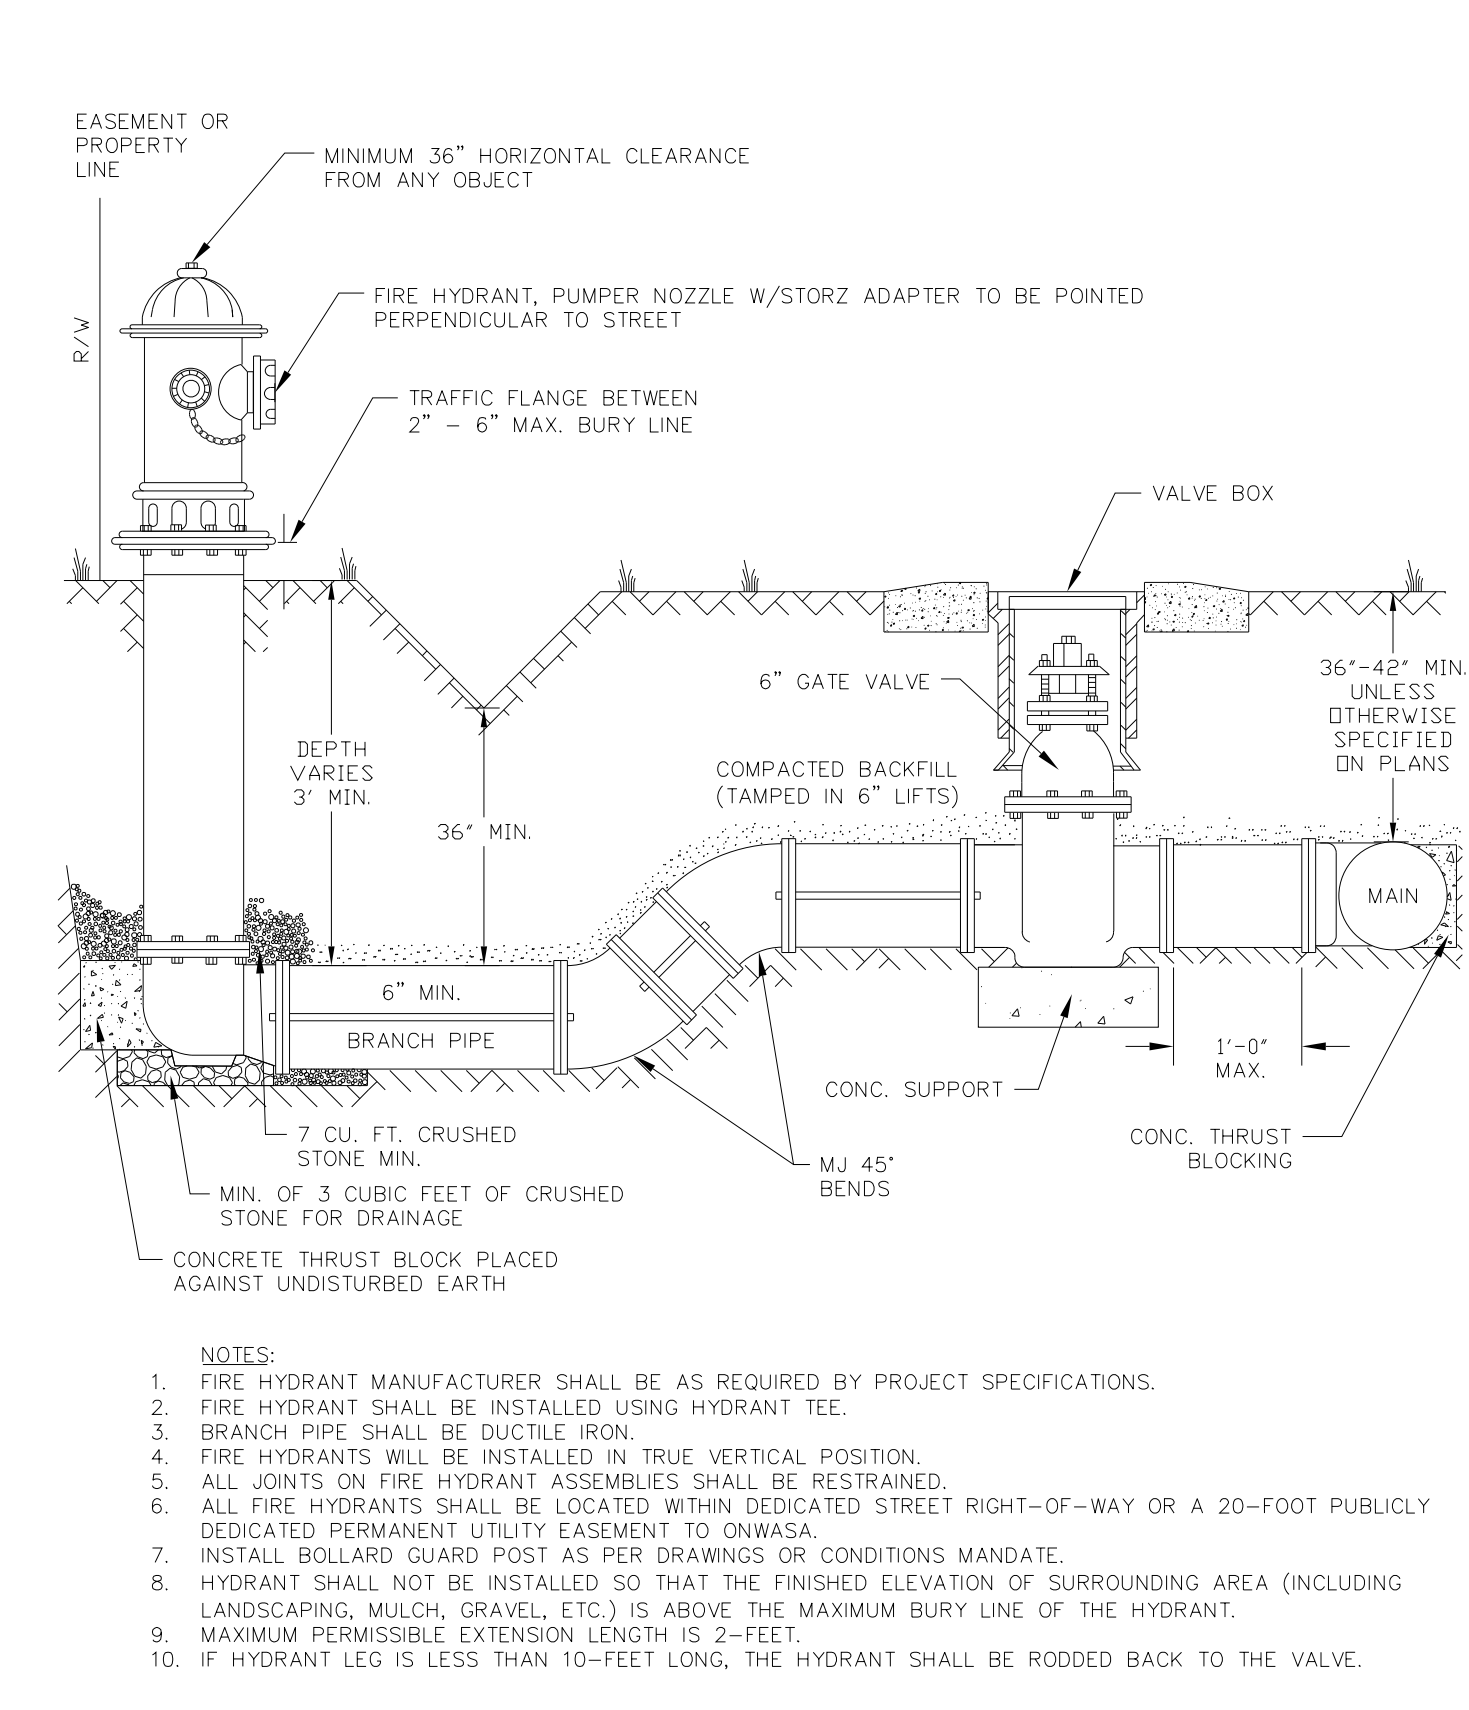 EASEMENT OR
PROPERTY
LINE
MINIMUM 36" HORIZONTAL CLEARANCE
FROM ANY OBJECT
R/W
FIRE HYDRANT, PUMPER NOZZLE W/STORZ ADAPTER TO BE POINTED
PERPENDICULAR TO STREET
TRAFFIC FLANGE BETWEEN
2" – 6" MAX. BURY LINE
VALVE BOX
6" GATE VALVE
36"-42" MIN.
UNLESS
OTHERWISE
SPECIFIED
ON PLANS
DEPTH
VARIES
3' MIN.
36" MIN.
COMPACTED BACKFILL
(TAMPED IN 6" LIFTS)
MAIN
6" MIN.
BRANCH PIPE
1'-0"
MAX.
CONC. SUPPORT
CONC. THRUST
BLOCKING
7 CU. FT. CRUSHED
STONE MIN.
MJ 45°
BENDS
MIN. OF 3 CUBIC FEET OF CRUSHED
STONE FOR DRAINAGE
CONCRETE THRUST BLOCK PLACED
AGAINST UNDISTURBED EARTH
NOTES:
1. FIRE HYDRANT MANUFACTURER SHALL BE AS REQUIRED BY PROJECT SPECIFICATIONS.
2. FIRE HYDRANT SHALL BE INSTALLED USING HYDRANT TEE.
3. BRANCH PIPE SHALL BE DUCTILE IRON.
4. FIRE HYDRANTS WILL BE INSTALLED IN TRUE VERTICAL POSITION.
5. ALL JOINTS ON FIRE HYDRANT ASSEMBLIES SHALL BE RESTRAINED.
6. ALL FIRE HYDRANTS SHALL BE LOCATED WITHIN DEDICATED STREET RIGHT-OF-WAY OR A 20-FOOT PUBLICLY
DEDICATED PERMANENT UTILITY EASEMENT TO ONWASA.
7. INSTALL BOLLARD GUARD POST AS PER DRAWINGS OR CONDITIONS MANDATE.
8. HYDRANT SHALL NOT BE INSTALLED SO THAT THE FINISHED ELEVATION OF SURROUNDING AREA (INCLUDING
LANDSCAPING, MULCH, GRAVEL, ETC.) IS ABOVE THE MAXIMUM BURY LINE OF THE HYDRANT.
9. MAXIMUM PERMISSIBLE EXTENSION LENGTH IS 2-FEET.
10. IF HYDRANT LEG IS LESS THAN 10-FEET LONG, THE HYDRANT SHALL BE RODDED BACK TO THE VALVE.